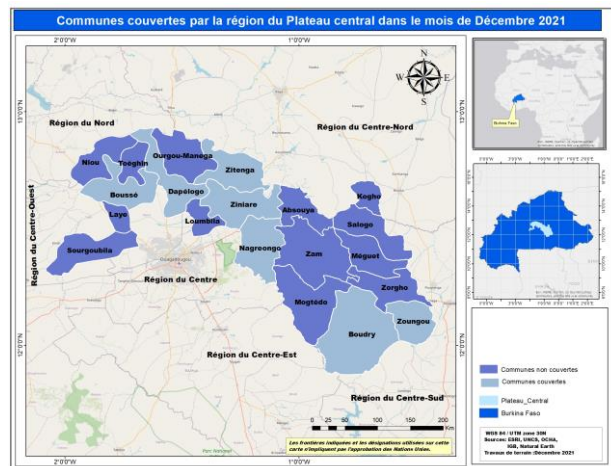 Communes couvertes par la région du Plateau central dans le mois de Décembre 2021
2°0'0"W
1°0'0"W
N
W
E
S
13°0'0"N
13°0'0"N
Région du Nord
Région du Centre-Nord
Niou
Toéghin
Ourgou-Manéga
Zitenga
Boussé
Dapélogo
Ziniare
Absouya
Kogho
Laye
Loumbila
Salogo
Sourgoubila
Nagreongo
Zam
Méguet
Région du Centre-Ouest
Région du Centre
Zorgho
Mogtédo
Zoungou
Boudry
12°0'0"N
12°0'0"N
Région du Centre-Est
Région du Centre-Sud
0
25
50
100
150
200
Km
Les frontières indiquées et les désignations utilisées sur cette
carte n'impliquent pas l'approbation des Nations Unies.
2°0'0"W
1°0'0"W
Burkina Faso
Communes non couvertes
Communes couvertes
Plateau_Central
Burkina Faso
WGS 84 / UTM zone 30N
Sources: ESRI, UNCS, OCHA,
IGB, Natural Earth
Travaux de terrain :Décembre 2021